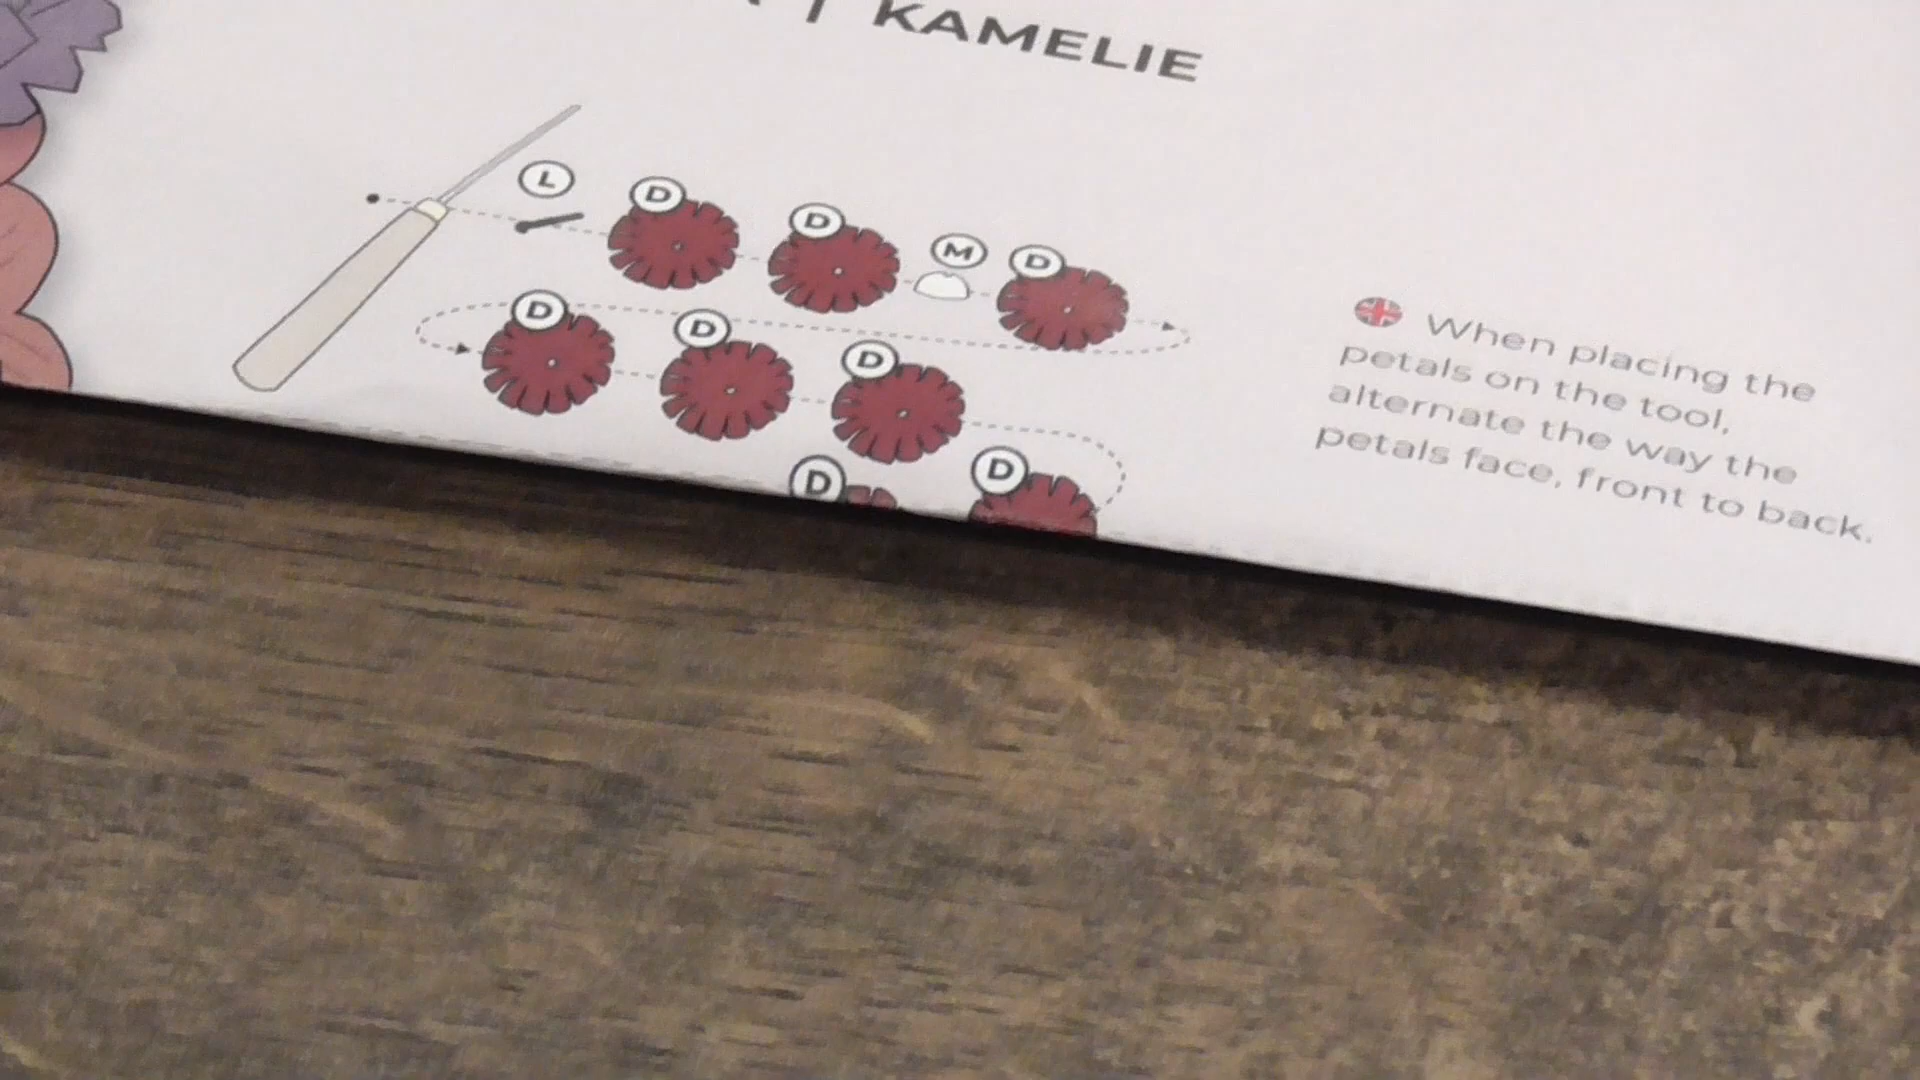 | KAMELIE
L
D
D
M
D
D
D
D
D
D
When placing the
petals on the tool,
alternate the way the
petals face, front to back.